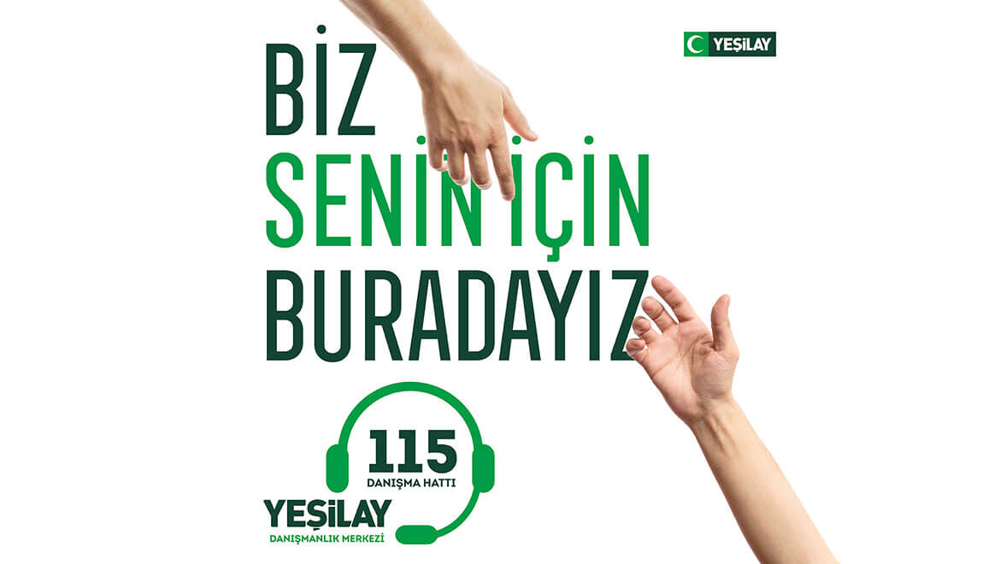 BİZ
YEŞİLAY
SENİN İÇİN
BURADAYIZ
115
DANIŞMA HATTI
YEŞİLAY
DANIŞMANLIK MERKEZİ